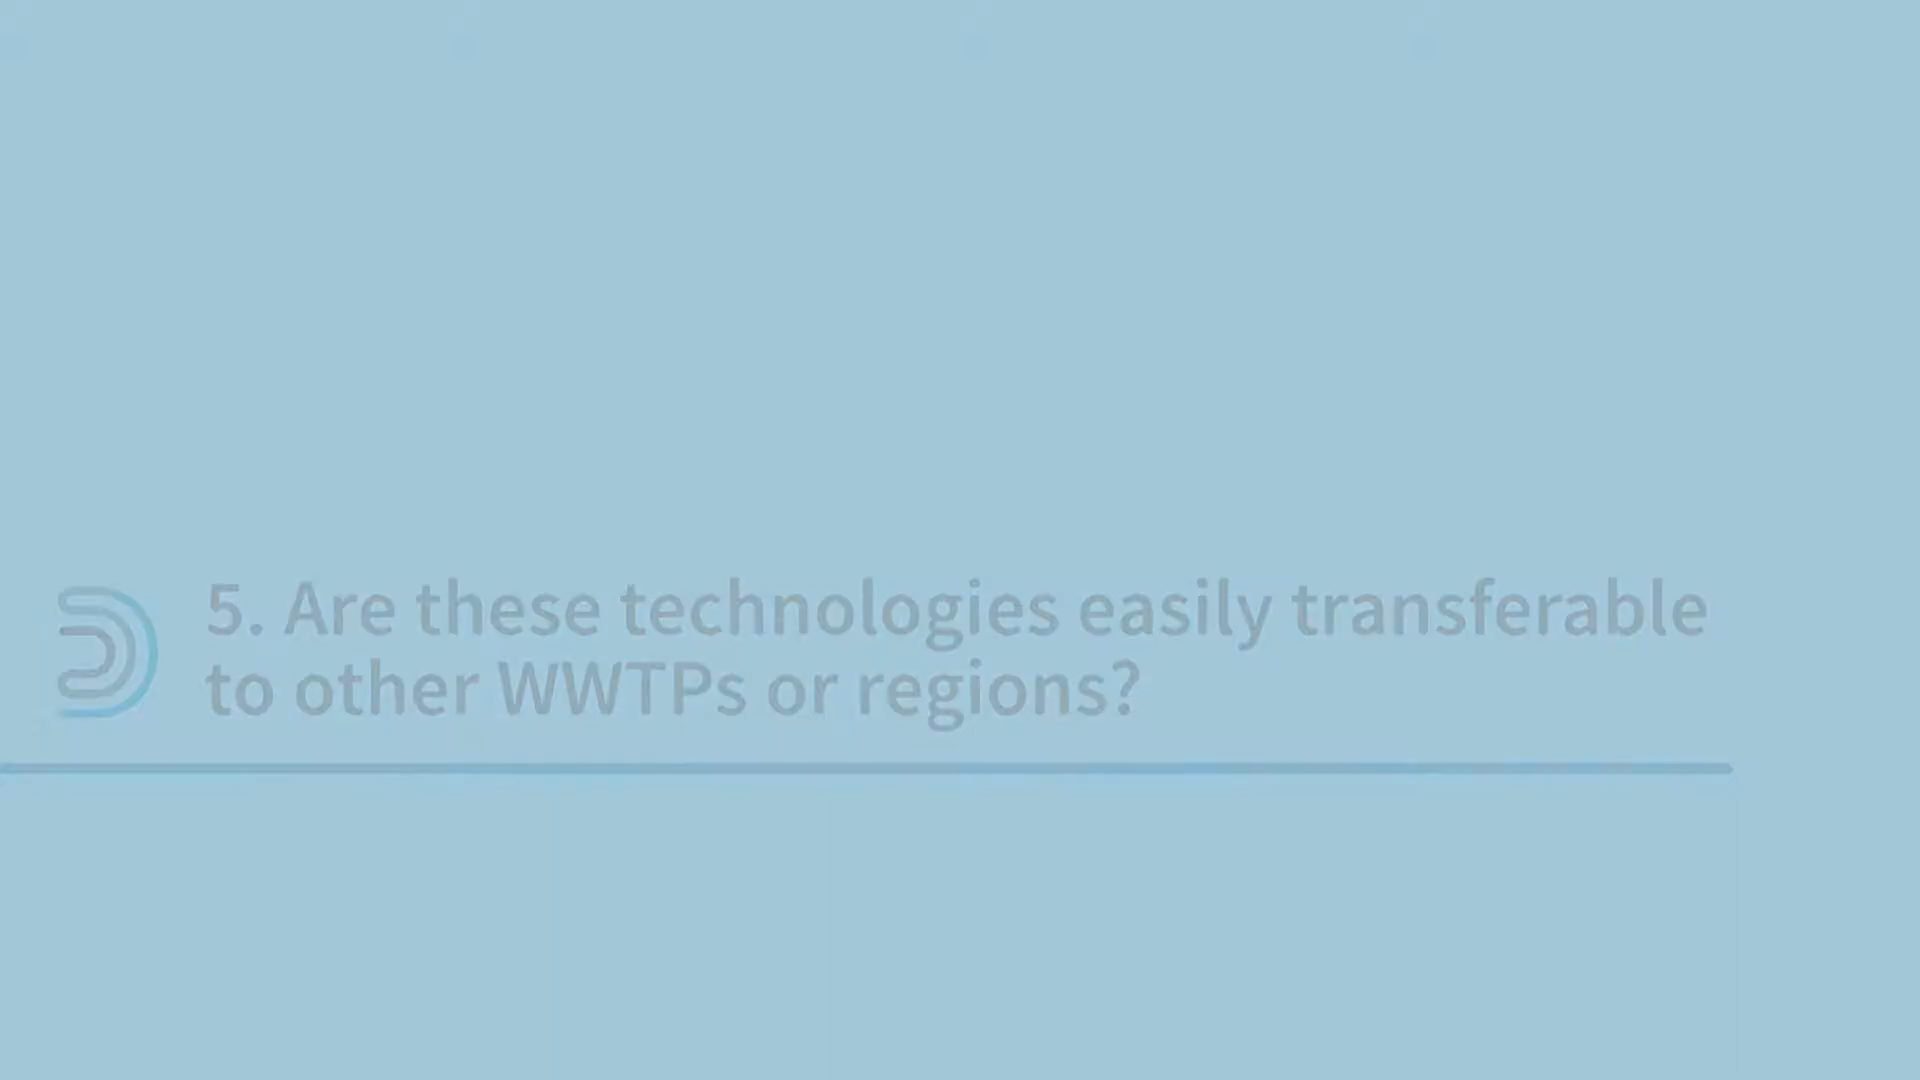 5. Are these technologies easily transferable
to other WWTPs or regions?